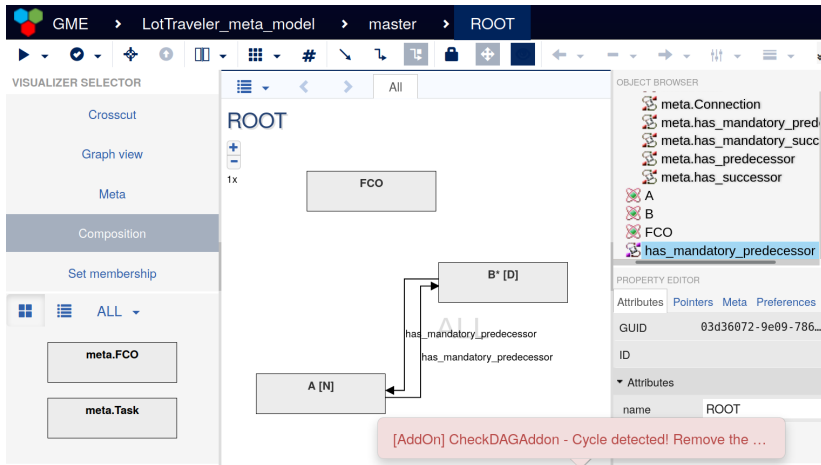 GME > LotTraveler_meta_model > master > ROOT
VISUALIZER SELECTOR
Crosscut
Graph view
Meta
Composition
Set membership
ALL
meta.FCO
meta.Task
All
ROOT
+
−
1x
FCO
B* [D]
ALL
has_mandatory_predecessor
has_mandatory_predecessor
A [N]
OBJECT BROWSER
meta.Connection
meta.has_mandatory_pred
meta.has_mandatory_succ
meta.has_predecessor
meta.has_successor
A
B
FCO
has_mandatory_predecessor
PROPERTY EDITOR
Attributes Pointers Meta Preferences
GUID 03d36072-9e09-786…
ID
Attributes
name ROOT
[AddOn] CheckDAGAddon - Cycle detected! Remove the …